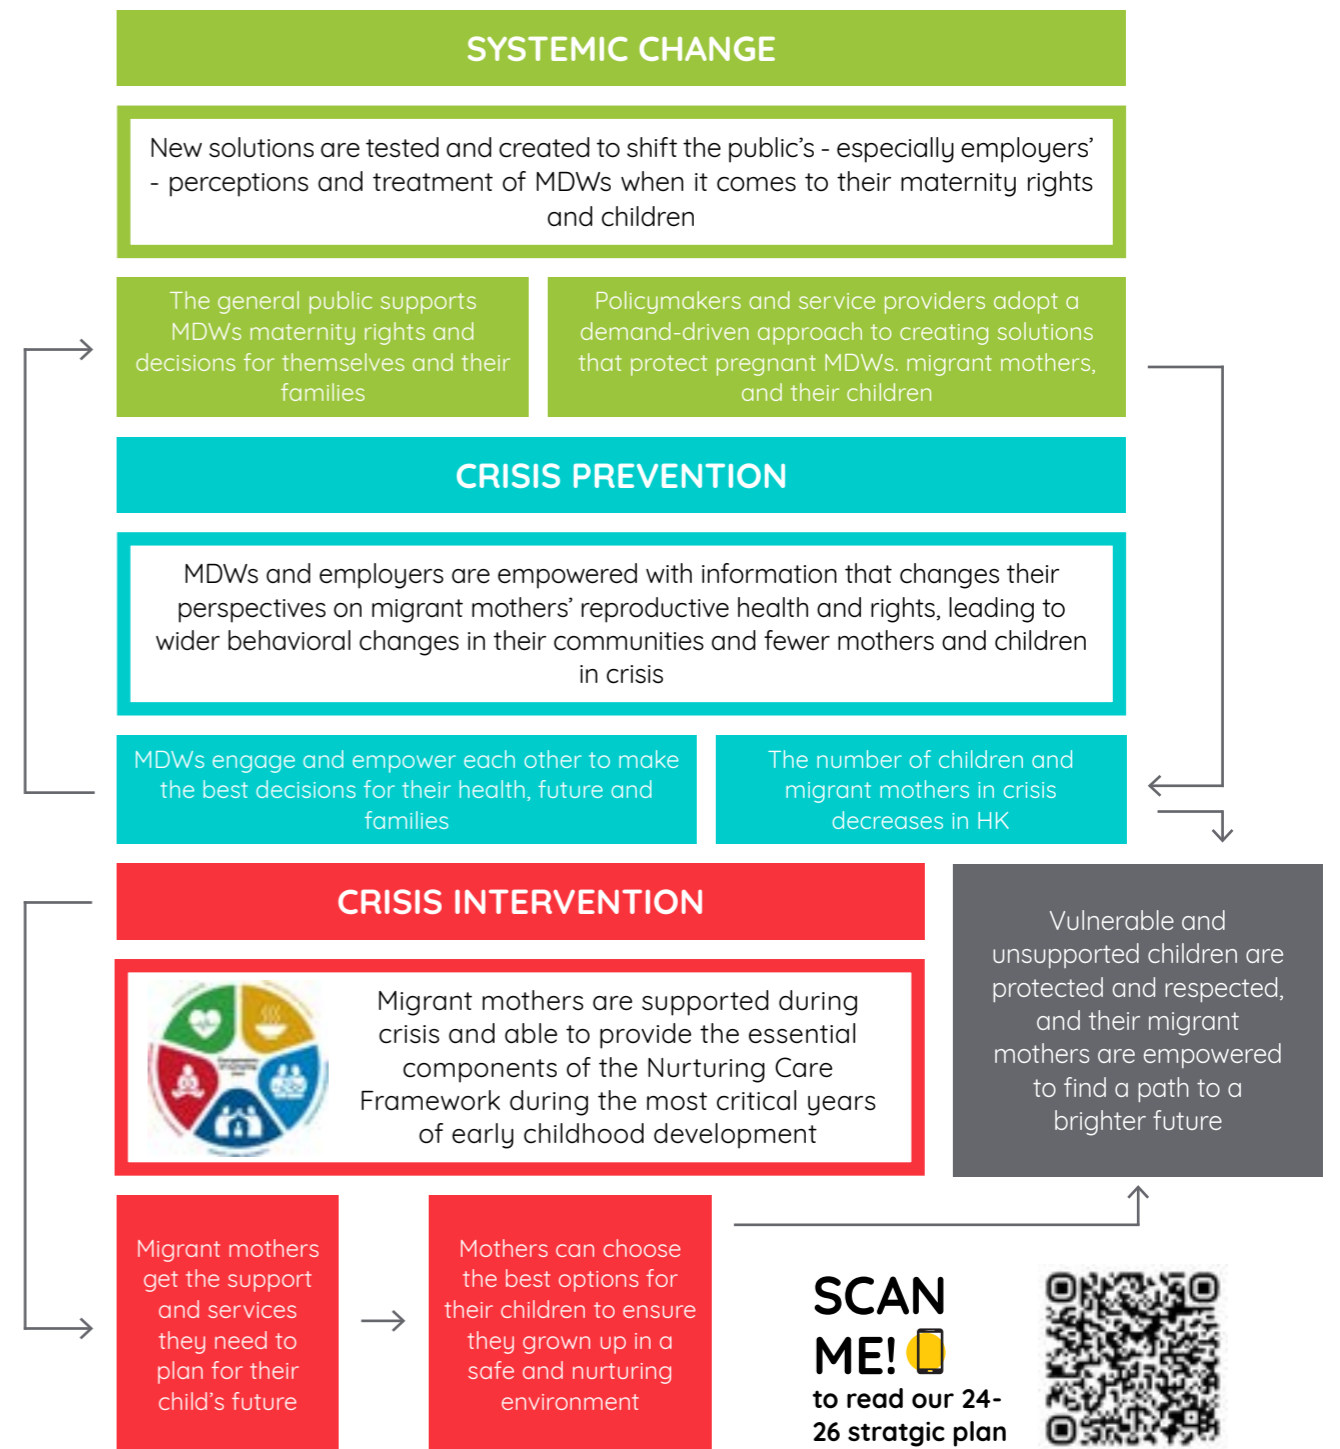 SYSTEMIC CHANGE
New solutions are tested and created to shift the public's - especially employers'
- perceptions and treatment of MDWs when it comes to their maternity rights
and children
The general public supports
MDWs maternity rights and
decisions for themselves and their
families
Policymakers and service providers adopt a
demand-driven approach to creating solutions
that protect pregnant MDWs. migrant mothers,
and their children
CRISIS PREVENTION
MDWs and employers are empowered with information that changes their
perspectives on migrant mothers' reproductive health and rights, leading to
wider behavioral changes in their communities and fewer mothers and children
in crisis
MDWs engage and empower each other to make
the best decisions for their health, future and
families
The number of children and
migrant mothers in crisis
decreases in HK
CRISIS INTERVENTION
Migrant mothers are supported during
crisis and able to provide the essential
components of the Nurturing Care
Framework during the most critical years
of early childhood development
Vulnerable and
unsupported children are
protected and respected,
and their migrant
mothers are empowered
to find a path to a
brighter future
Migrant mothers
get the support
and services
they need to
plan for their
child's future
Mothers can choose
the best options for
their children to ensure
they grown up in a
safe and nurturing
environment
SCAN
ME!
to read our 24-
26 stratgic plan